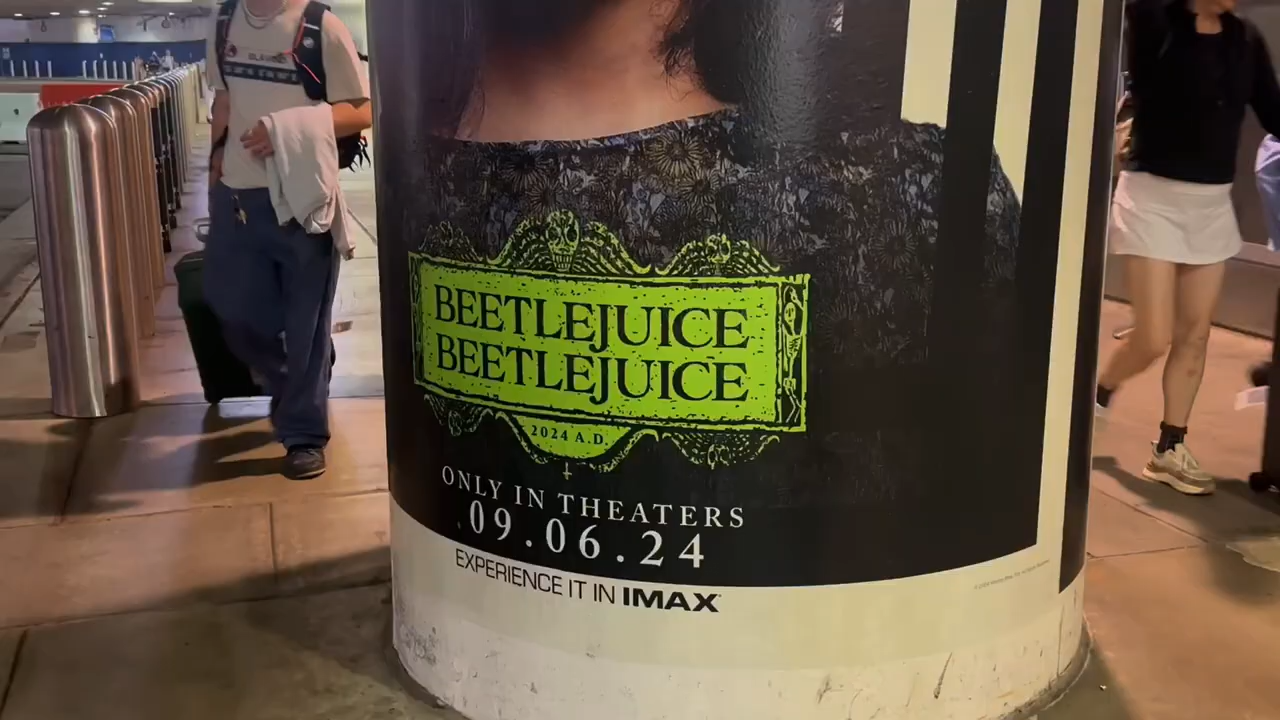 BEETLEJUICE
BEETLEJUICE
2024 A.D.
ONLY IN THEATERS
09.06.24
EXPERIENCE IT IN IMAX